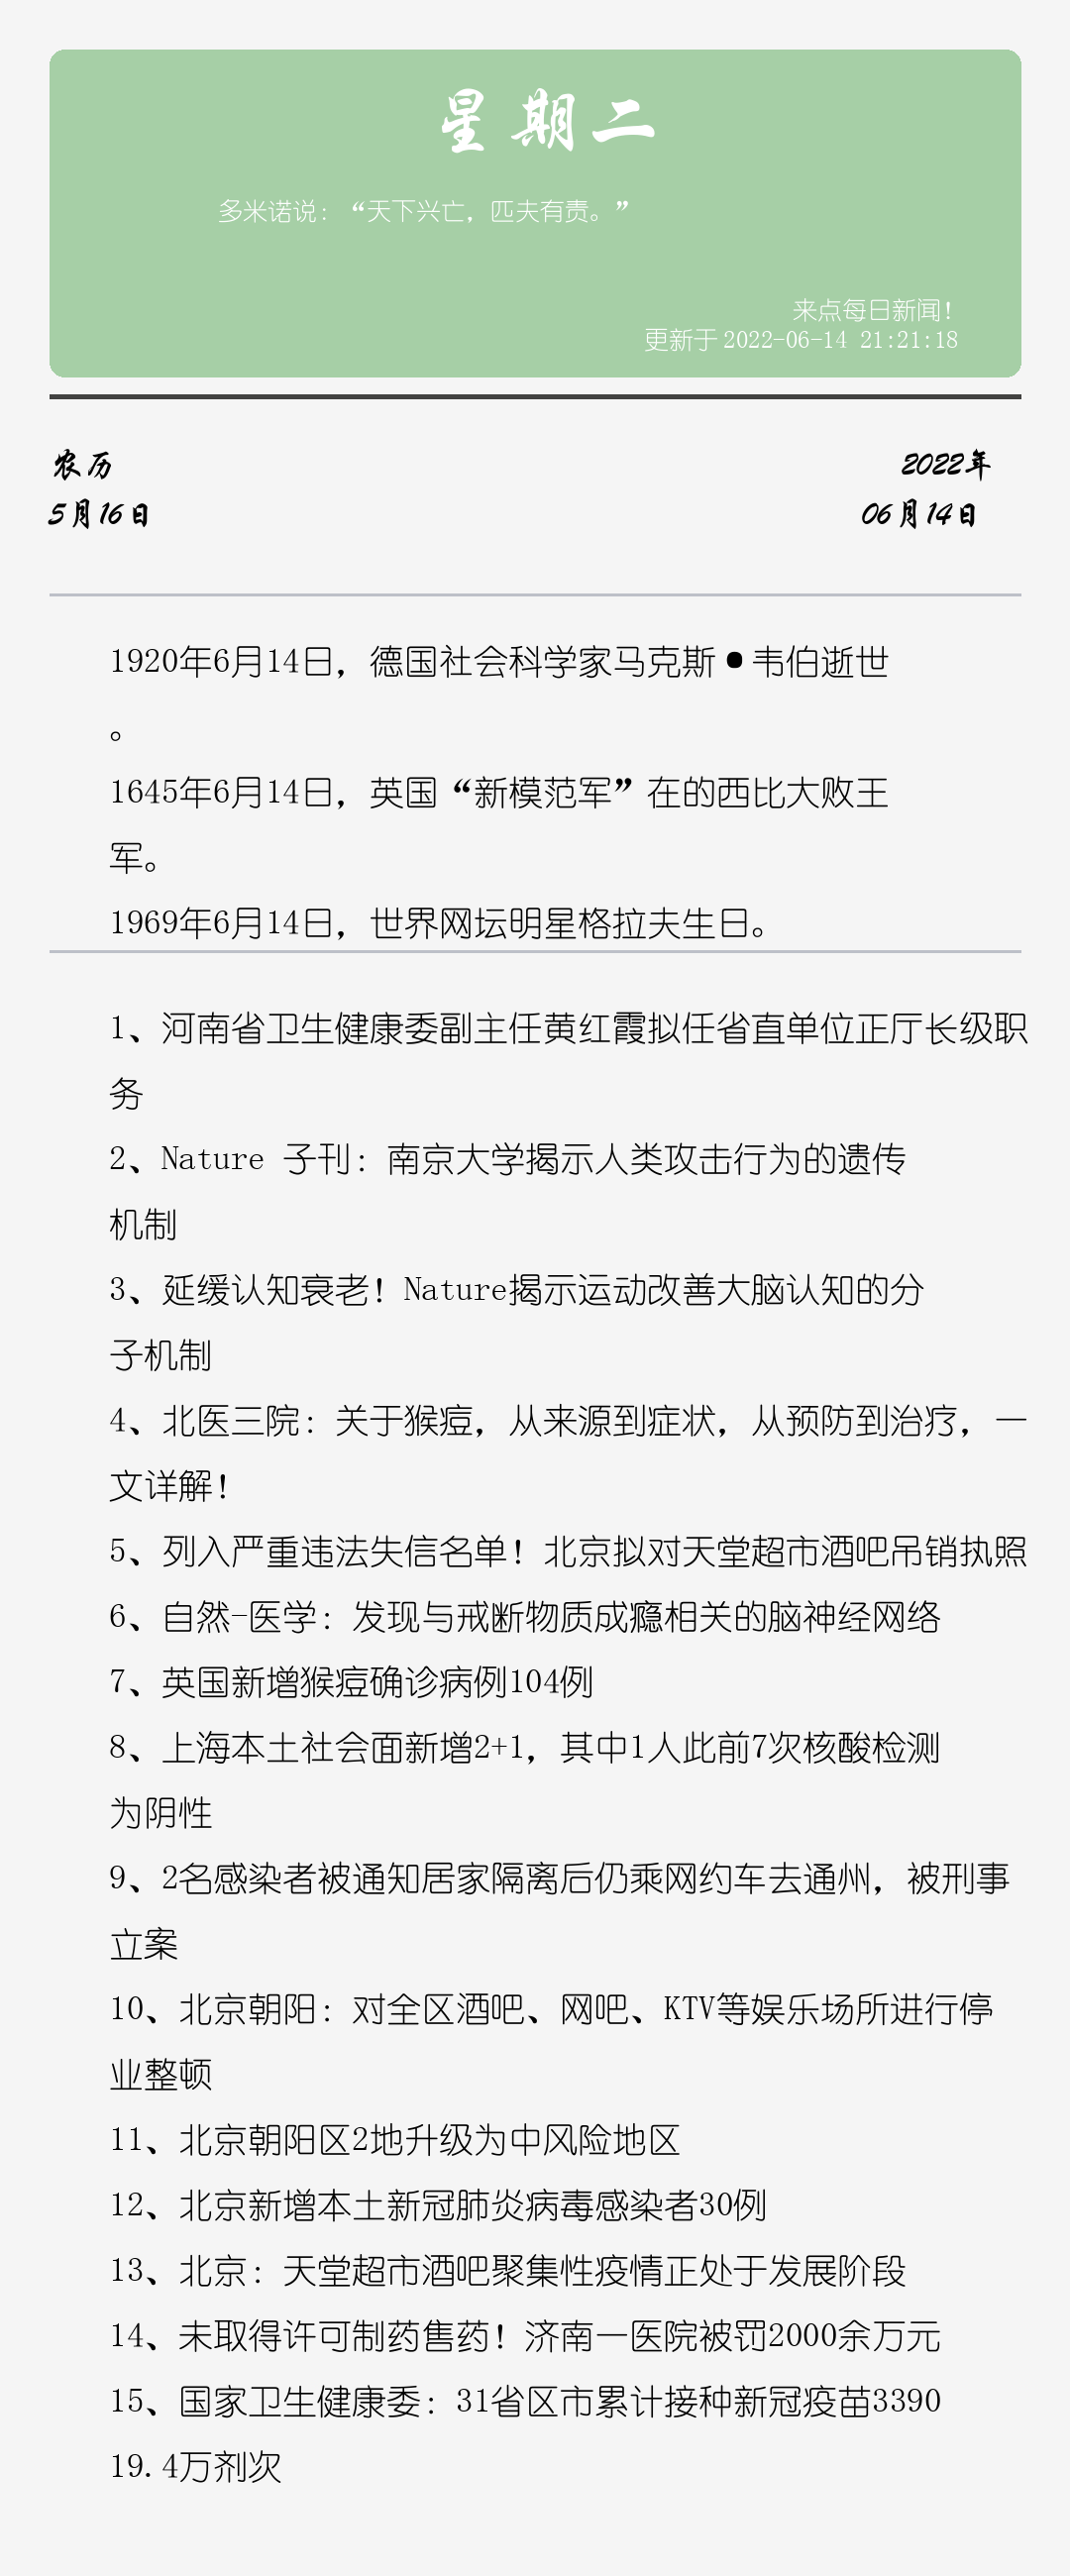 星期二
多米诺说：“天下兴亡，匹夫有责。”
来点每日新闻！
更新于 2022-06-14 21:21:18
农历
2022年
5月16日
06月14日
1920年6月14日，德国社会科学家马克斯•韦伯逝世
。
1645年6月14日，英国“新模范军”在的西比大败王
军。
1969年6月14日，世界网坛明星格拉夫生日。
1、河南省卫生健康委副主任黄红霞拟任省直单位正厅长级职
务
2、Nature 子刊：南京大学揭示人类攻击行为的遗传
机制
3、延缓认知衰老！Nature揭示运动改善大脑认知的分
子机制
4、北医三院：关于猴痘，从来源到症状，从预防到治疗，一
文详解！
5、列入严重违法失信名单！北京拟对天堂超市酒吧吊销执照
6、自然-医学：发现与戒断物质成瘾相关的脑神经网络
7、英国新增猴痘确诊病例104例
8、上海本土社会面新增2+1，其中1人此前7次核酸检测
为阴性
9、2名感染者被通知居家隔离后仍乘网约车去通州，被刑事
立案
10、北京朝阳：对全区酒吧、网吧、KTV等娱乐场所进行停
业整顿
11、北京朝阳区2地升级为中风险地区
12、北京新增本土新冠肺炎病毒感染者30例
13、北京：天堂超市酒吧聚集性疫情正处于发展阶段
14、未取得许可制药售药！济南一医院被罚2000余万元
15、国家卫生健康委：31省区市累计接种新冠疫苗3390
19.4万剂次